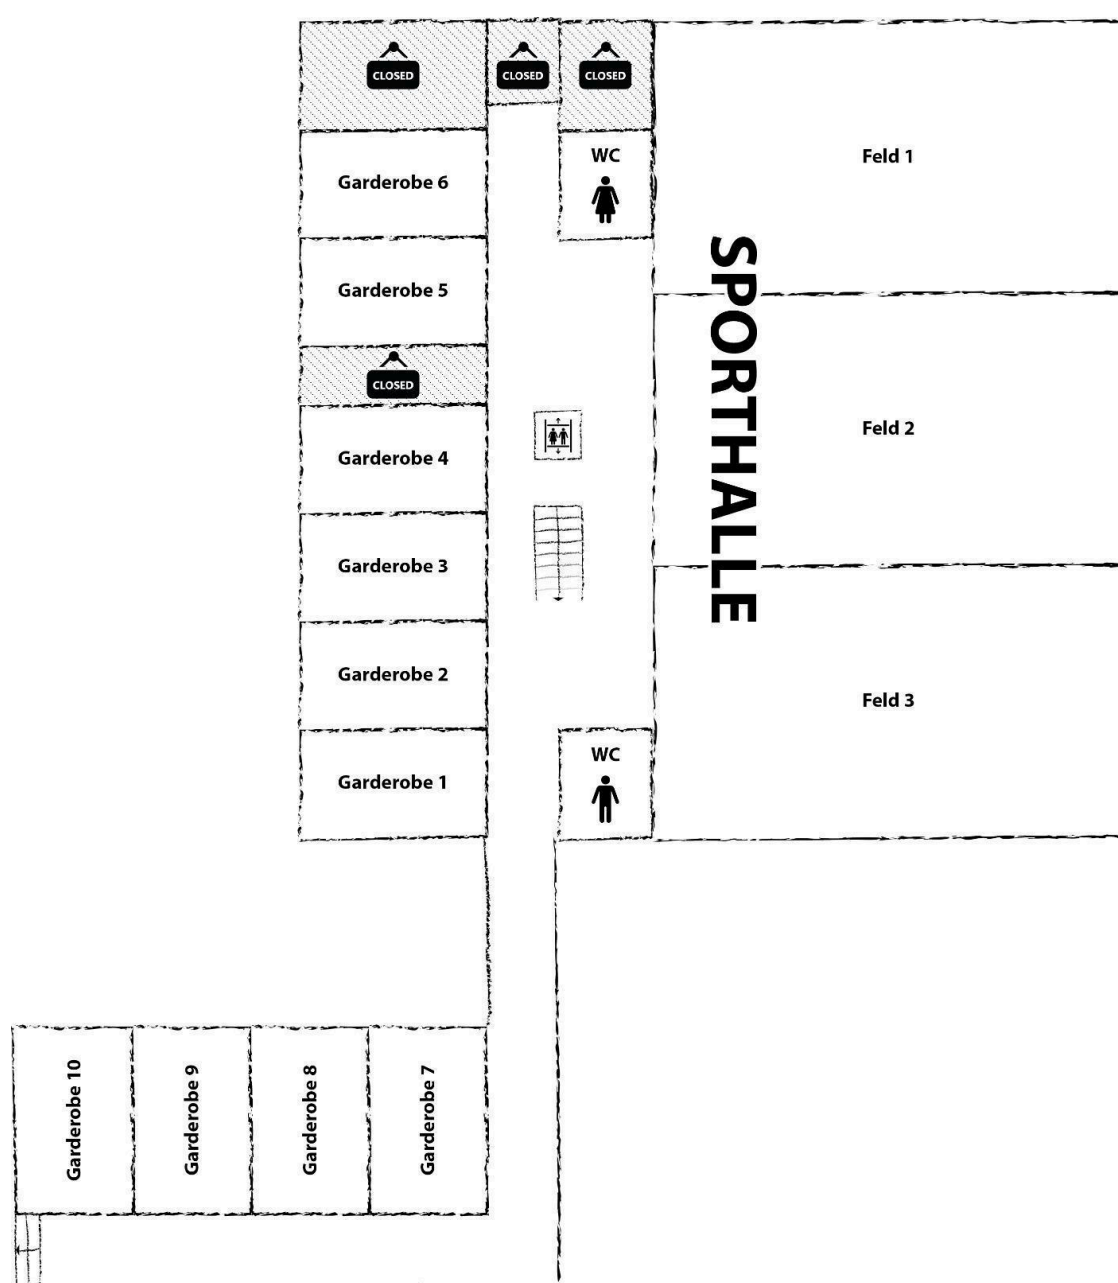 CLOSED
CLOSED
CLOSED
WC
Feld 1
Garderobe 6
Garderobe 5
CLOSED
SPORTHALLE
Feld 2
Garderobe 4
Garderobe 3
Garderobe 2
Feld 3
WC
Garderobe 1
Garderobe 10
Garderobe 9
Garderobe 8
Garderobe 7